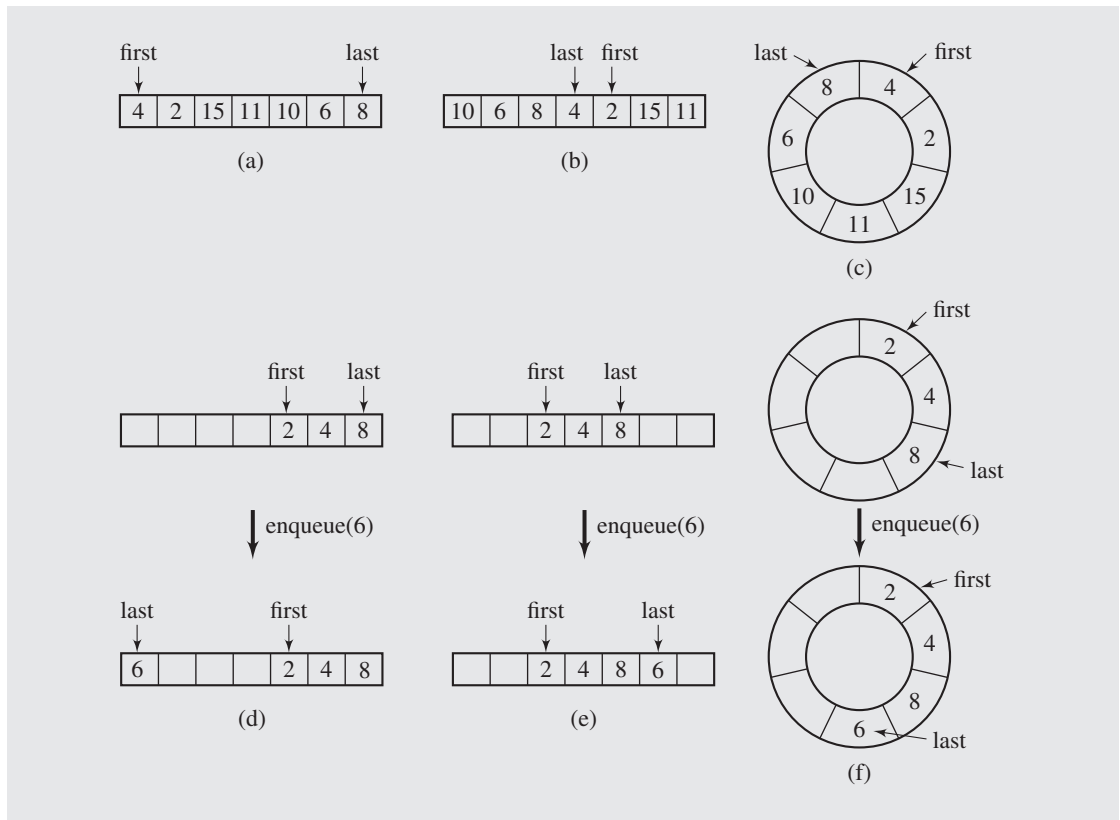 first last
4 2 15 11 10 6 8
(a)
last first
10 6 8 4 2 15 11
(b)
last first
8 4
6 2
10 15
11
(c)
first last
2 4 8
enqueue(6)
last first
6 2 4 8
(d)
first last
2 4 8
enqueue(6)
first last
2 4 8 6
(e)
first
2
4
8
last
enqueue(6)
first
2
4
8
6
last
(f)